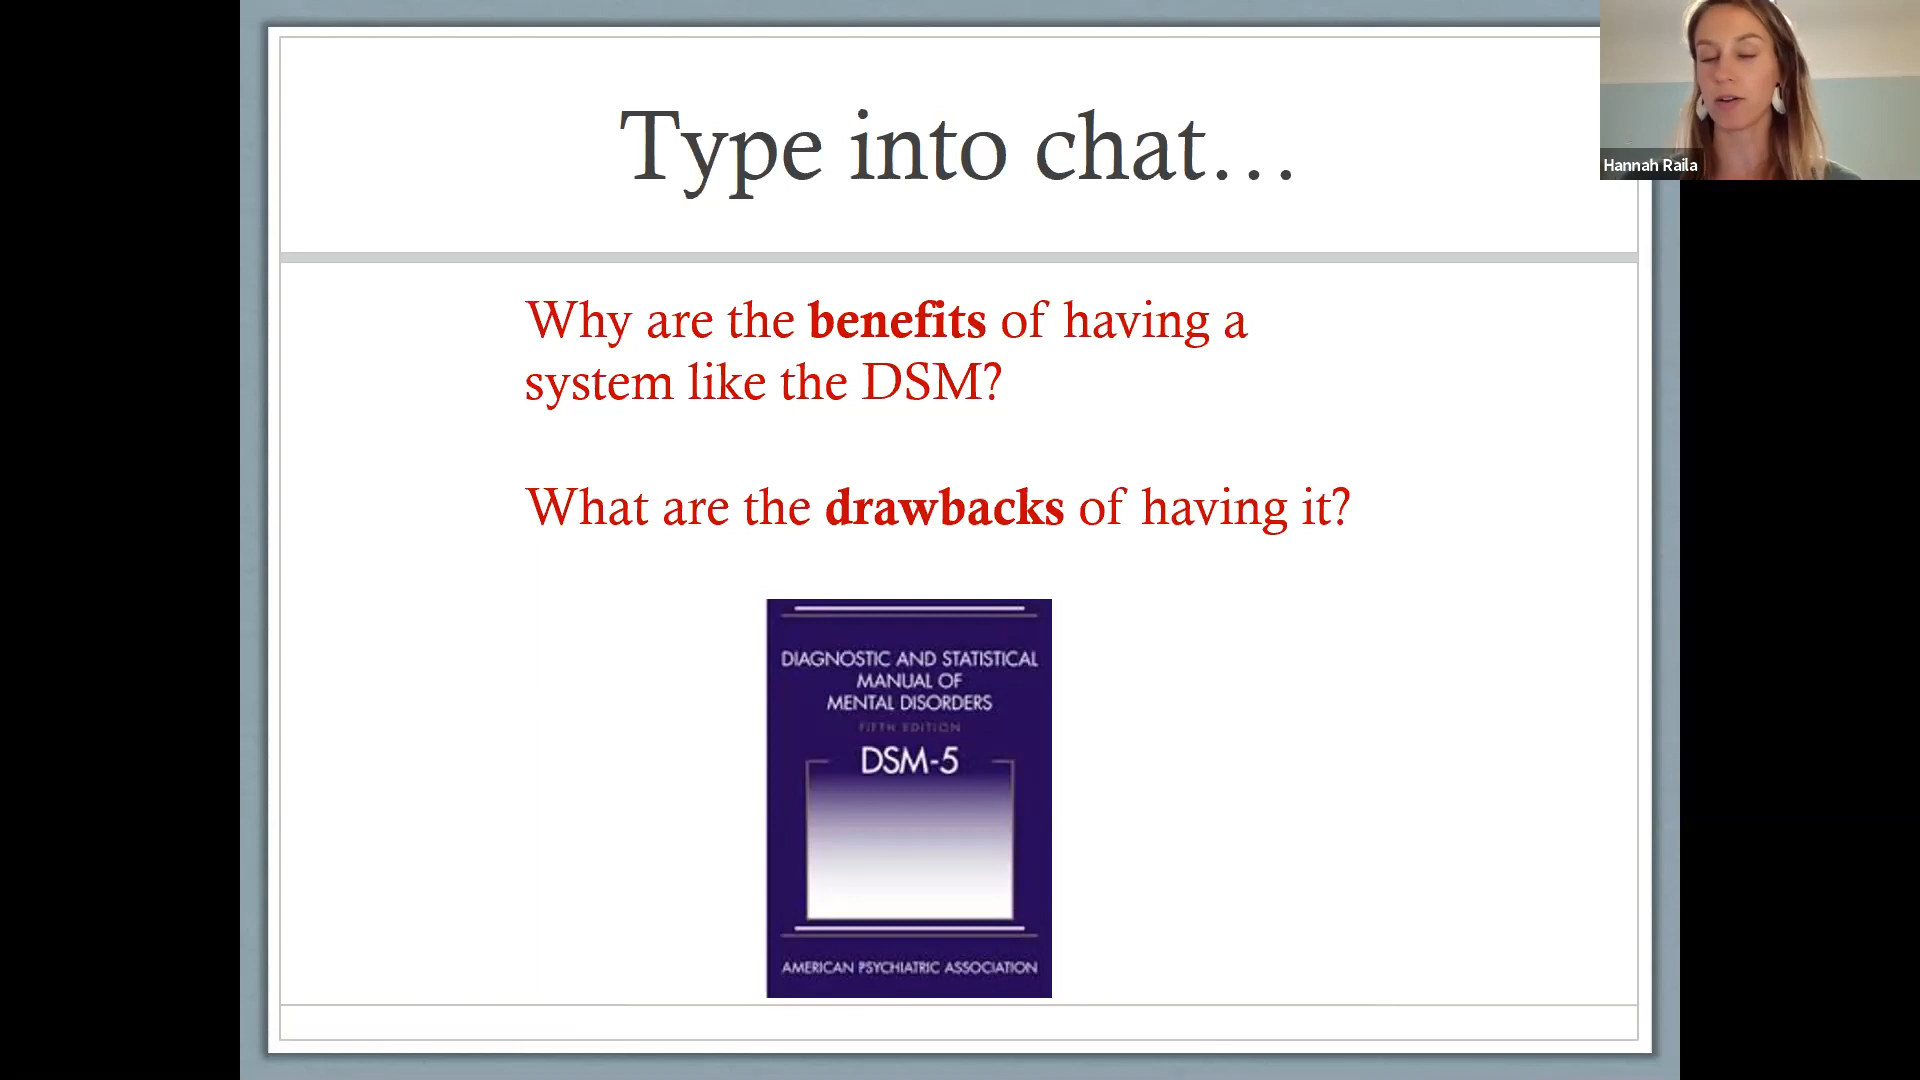 Type into chat…
Hannah Raila
Why are the benefits of having a
system like the DSM?
What are the drawbacks of having it?
DIAGNOSTIC AND STATISTICAL
MANUAL OF
MENTAL DISORDERS
FIFTH EDITION
DSM-5
AMERICAN PSYCHIATRIC ASSOCIATION